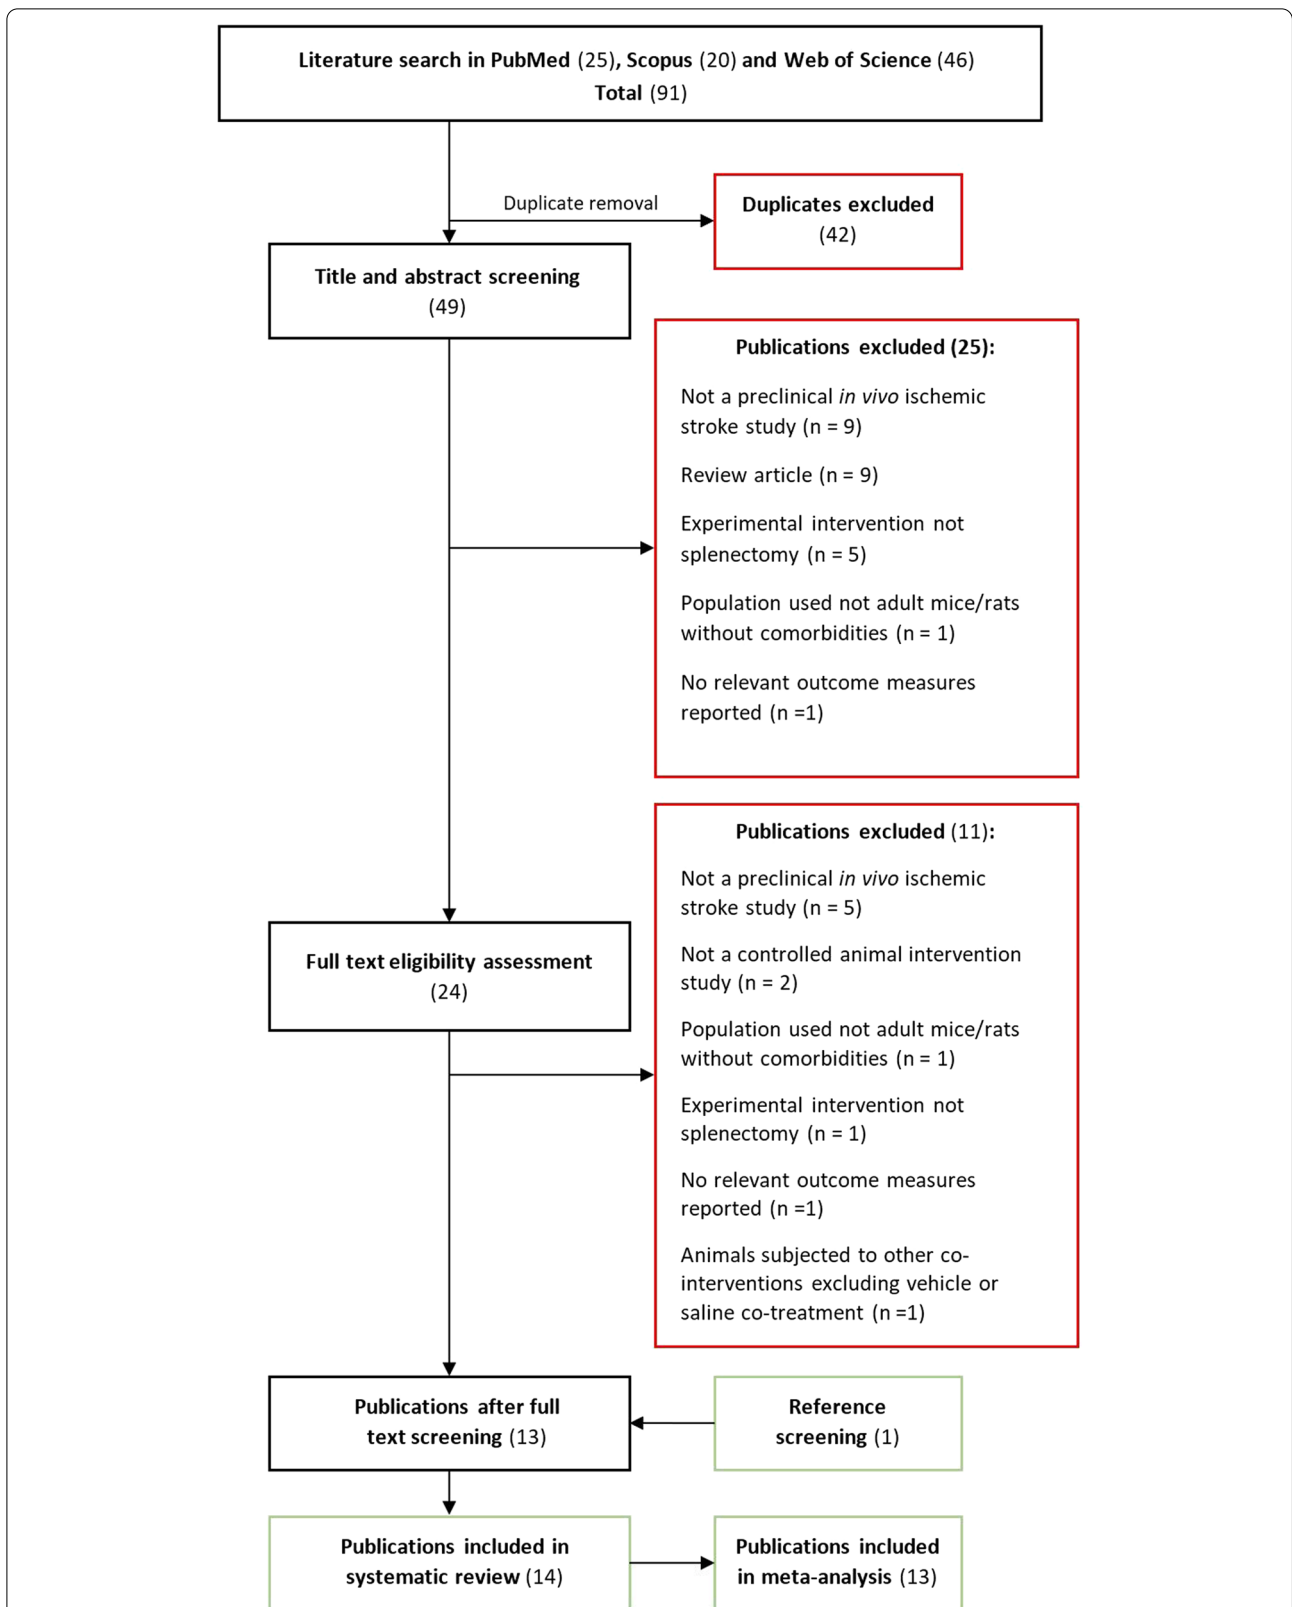 Literature search in PubMed (25), Scopus (20) and Web of Science (46)
Total (91)
Duplicate removal
Duplicates excluded
(42)
Title and abstract screening
(49)
Publications excluded (25):
Not a preclinical in vivo ischemic
stroke study (n = 9)
Review article (n = 9)
Experimental intervention not
splenectomy (n = 5)
Population used not adult mice/rats
without comorbidities (n = 1)
No relevant outcome measures
reported (n =1)
Full text eligibility assessment
(24)
Publications excluded (11):
Not a preclinical in vivo ischemic
stroke study (n = 5)
Not a controlled animal intervention
study (n = 2)
Population used not adult mice/rats
without comorbidities (n = 1)
Experimental intervention not
splenectomy (n = 1)
No relevant outcome measures
reported (n =1)
Animals subjected to other co-
interventions excluding vehicle or
saline co-treatment (n =1)
Publications after full
text screening (13)
Reference
screening (1)
Publications included in
systematic review (14)
Publications included
in meta-analysis (13)